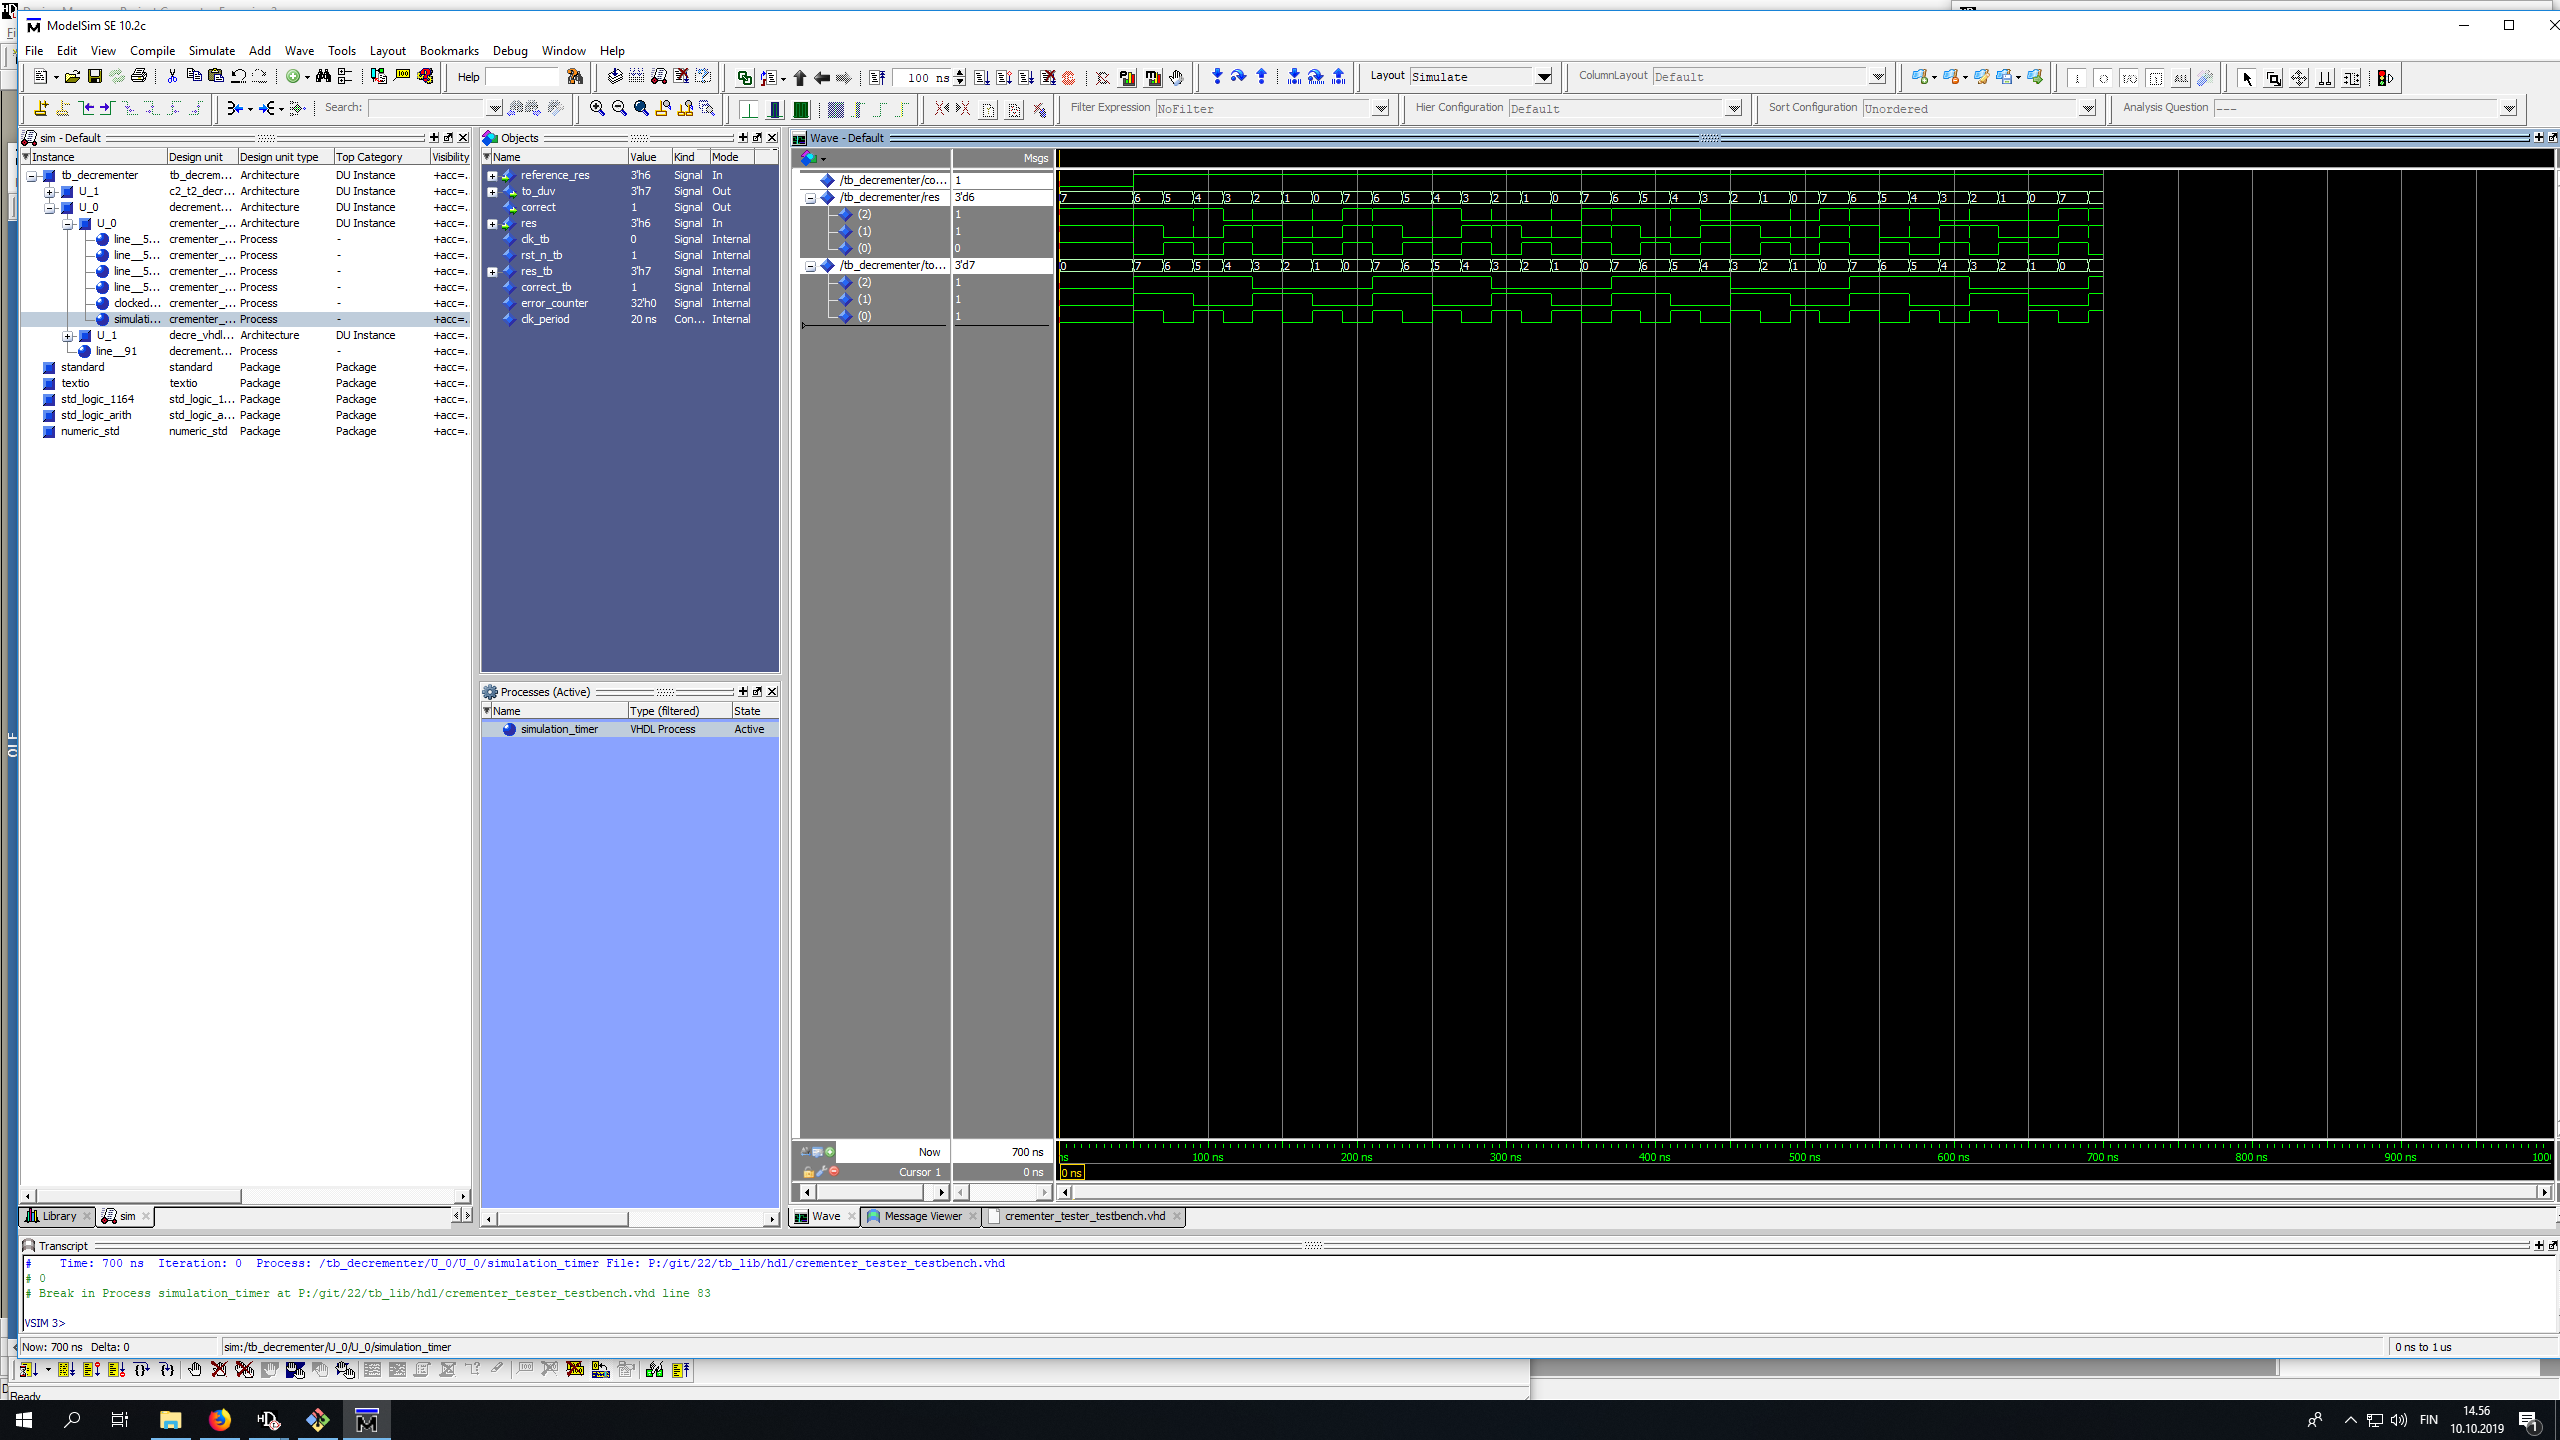 ModelSim SE 10.2c
File Edit View Compile Simulate Add Wave Tools Layout Bookmarks Debug Window Help
Help
100 ns
Layout Simulate
ColumnLayout Default
Search:
Filter Expression NoFilter
Hier Configuration Default
Sort Configuration Unordered
Analysis Question ---
sim - Default
Instance Design unit Design unit type Top Category Visibility
tb_decrementer tb_decrem... Architecture DU Instance +acc=.
U_1 c2_t2_decr... Architecture DU Instance +acc=.
U_0 decrement... Architecture DU Instance +acc=.
U_0 crementer_... Architecture DU Instance +acc=.
line__5... crementer_... Process - +acc=.
line__5... crementer_... Process - +acc=.
line__5... crementer_... Process - +acc=.
line__5... crementer_... Process - +acc=.
clocked... crementer_... Process - +acc=.
simulati... crementer_... Process - +acc=.
U_1 decre_vhdl... Architecture DU Instance +acc=.
line__91 decrement... Process - +acc=.
standard standard Package Package +acc=.
textio textio Package Package +acc=.
std_logic_1164 std_logic_1... Package Package +acc=.
std_logic_arith std_logic_a... Package Package +acc=.
numeric_std numeric_std Package Package +acc=.
Library sim
Objects
Name Value Kind Mode
reference_res 3'h6 Signal In
to_duv 3'h7 Signal Out
correct 1 Signal Out
res 3'h6 Signal In
clk_tb 0 Signal Internal
rst_n_tb 1 Signal Internal
res_tb 3'h7 Signal Internal
correct_tb 1 Signal Internal
error_counter 32'h0 Signal Internal
clk_period 20 ns Con... Internal
Processes (Active)
Name Type (filtered) State
simulation_timer VHDL Process Active
Wave - Default
Msgs
/tb_decrementer/co... 1
/tb_decrementer/res 3'd6 7 6 5 4 3 2 1 0 7 6 5 4 3 2 1 0 7 6 5 4 3 2 1 0 7 6 5 4 3 2 1 0 7
(2) 1
(1) 1
(0) 0
/tb_decrementer/to... 3'd7 0 7 6 5 4 3 2 1 0 7 6 5 4 3 2 1 0 7 6 5 4 3 2 1 0 7 6 5 4 3 2 1 0
(2) 1
(1) 1
(0) 1
Now 700 ns
ns 100 ns 200 ns 300 ns 400 ns 500 ns 600 ns 700 ns 800 ns 900 ns 100
Cursor 1 0 ns 0 ns
Wave Message Viewer crementer_tester_testbench.vhd
Transcript
# Time: 700 ns Iteration: 0 Process: /tb_decrementer/U_0/U_0/simulation_timer File: P:/git/22/tb_lib/hdl/crementer_tester_testbench.vhd
# 0
# Break in Process simulation_timer at P:/git/22/tb_lib/hdl/crementer_tester_testbench.vhd line 83
VSIM 3>
Now: 700 ns Delta: 0 sim:/tb_decrementer/U_0/U_0/simulation_timer 0 ns to 1 us
Ready
FIN
14.56
10.10.2019